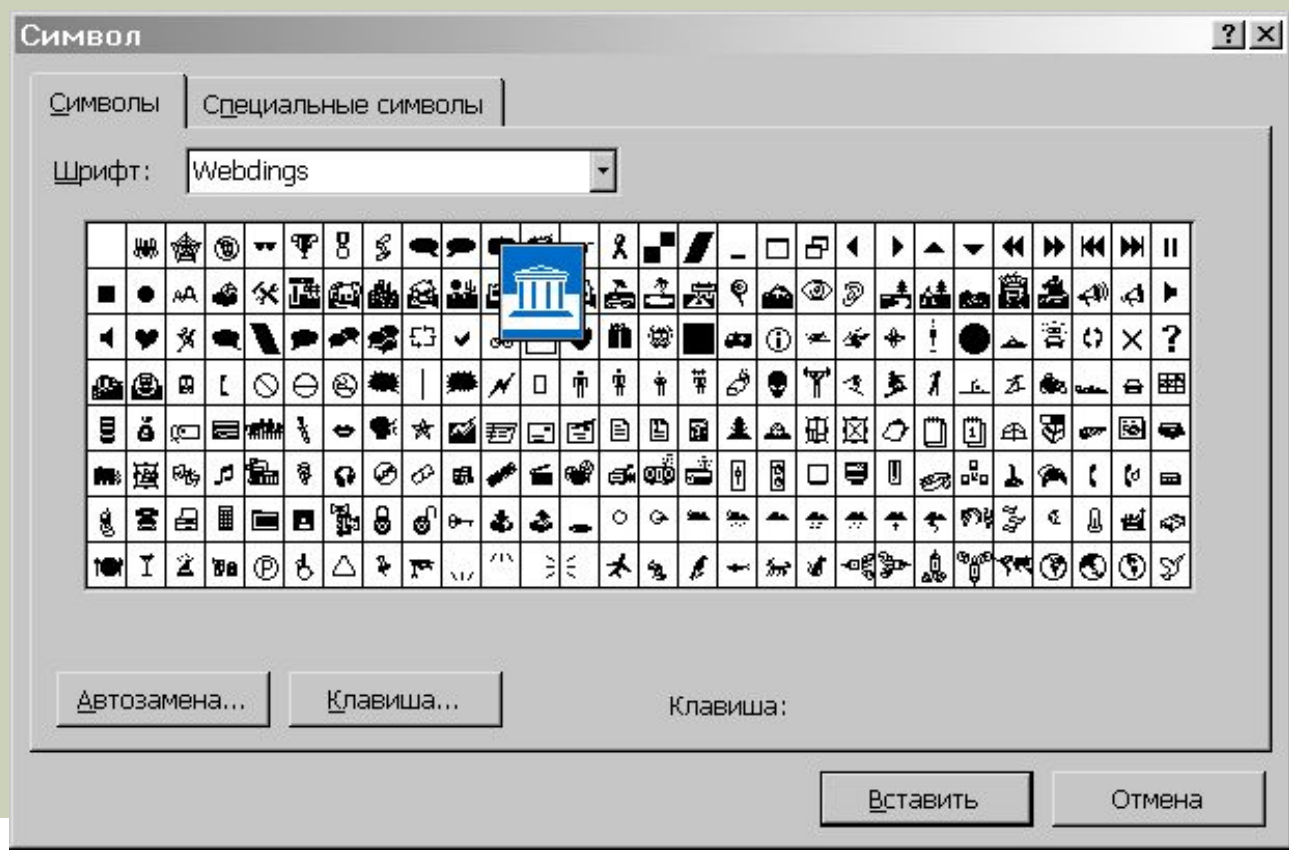 Символ
Символы
Специальные символы
Шрифт:
Webdings
Автозамена...
Клавиша...
Клавиша:
Вставить
Отмена